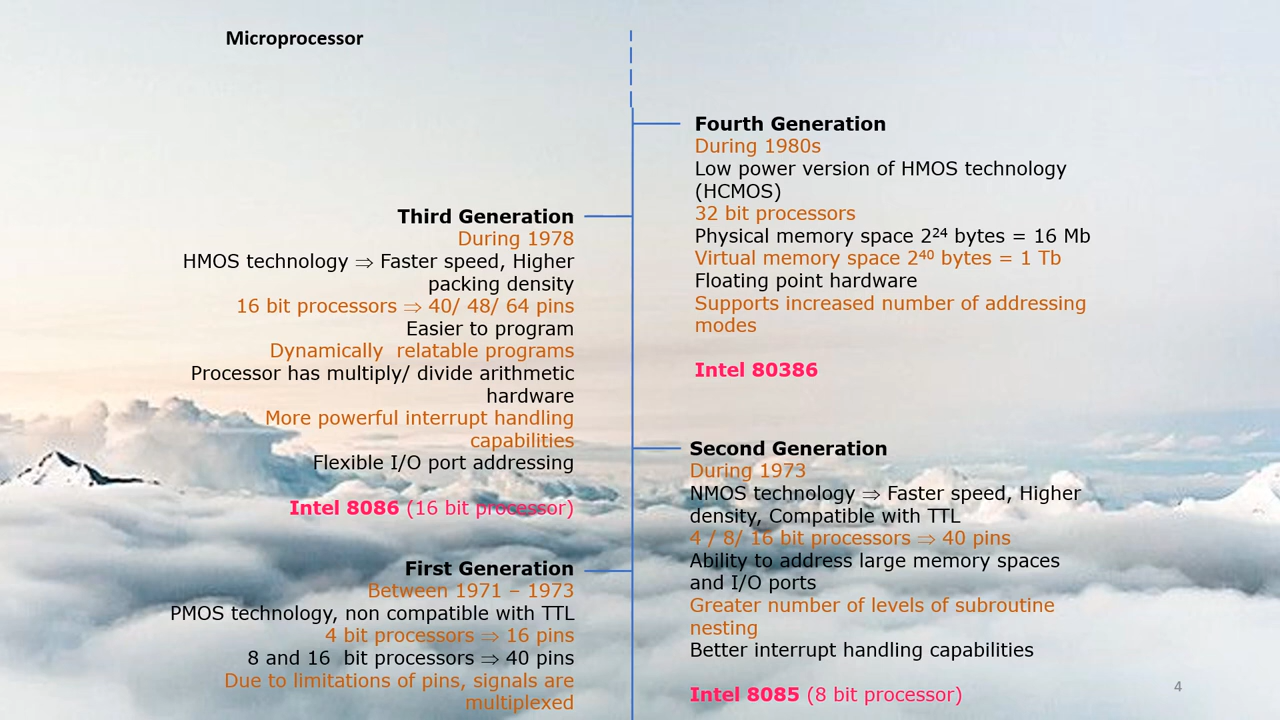 Microprocessor
Fourth Generation
During 1980s
Low power version of HMOS technology
(HCMOS)
32 bit processors
Physical memory space 2²⁴ bytes = 16 Mb
Virtual memory space 2⁴⁰ bytes = 1 Tb
Floating point hardware
Supports increased number of addressing
modes
Intel 80386
Third Generation
During 1978
HMOS technology ⇒ Faster speed, Higher
packing density
16 bit processors ⇒ 40/ 48/ 64 pins
Easier to program
Dynamically  relatable programs
Processor has multiply/ divide arithmetic
hardware
More powerful interrupt handling
capabilities
Flexible I/O port addressing
Intel 8086 (16 bit processor)
Second Generation
During 1973
NMOS technology ⇒ Faster speed, Higher
density, Compatible with TTL
4 / 8/ 16 bit processors ⇒ 40 pins
Ability to address large memory spaces
and I/O ports
Greater number of levels of subroutine
nesting
Better interrupt handling capabilities
Intel 8085 (8 bit processor)
First Generation
Between 1971 – 1973
PMOS technology, non compatible with TTL
4 bit processors ⇒ 16 pins
8 and 16  bit processors ⇒ 40 pins
Due to limitations of pins, signals are
multiplexed
4